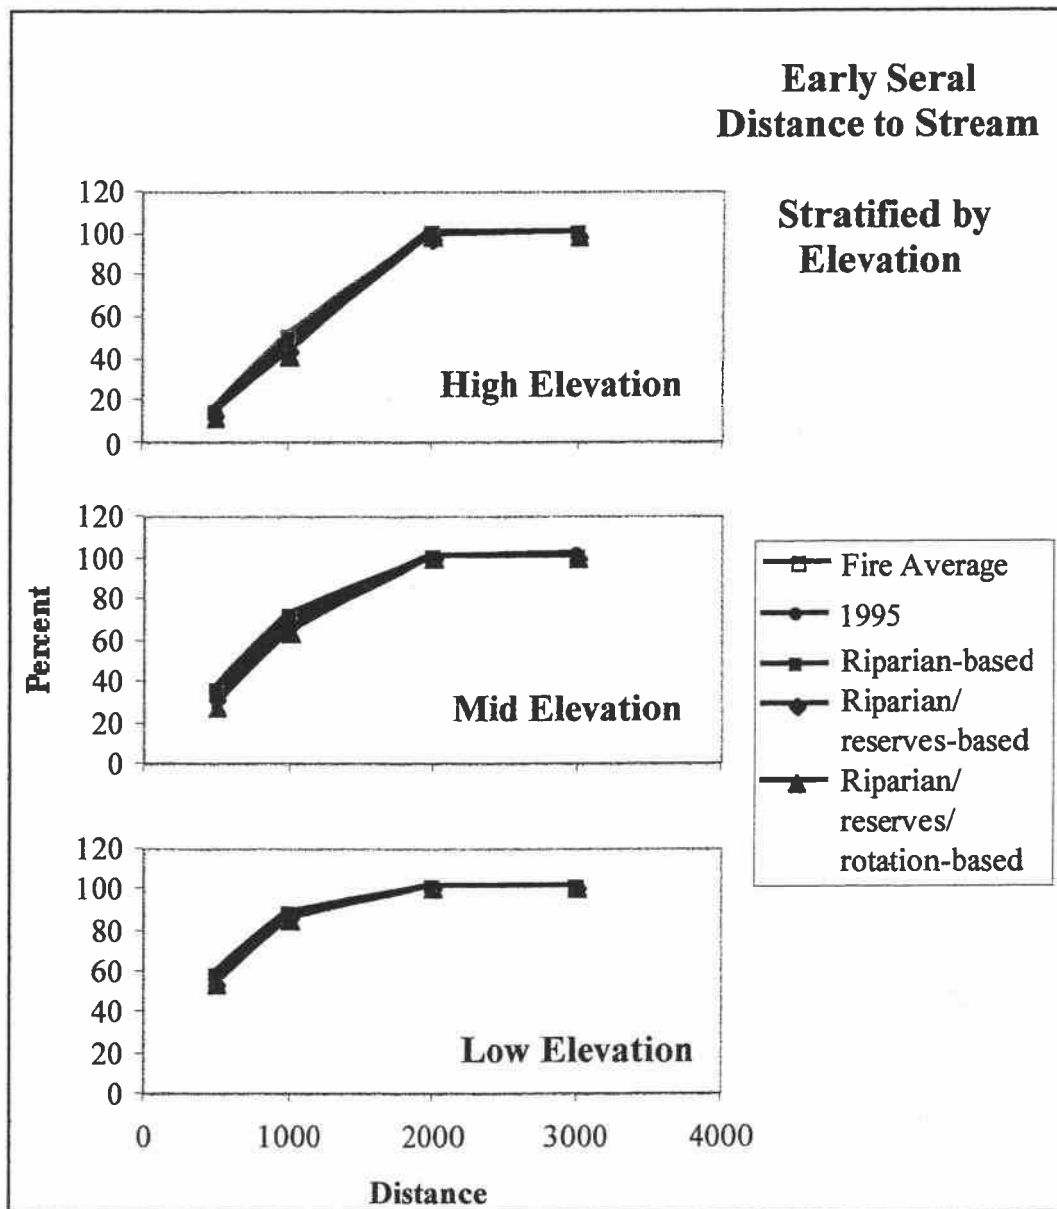 Early Seral
Distance to Stream
Stratified by
Elevation
120
100
80
60
40
20
0
High Elevation
120
100
80
60
40
20
0
Mid Elevation
120
100
80
60
40
20
0
Low Elevation
Percent
0 1000 2000 3000 4000
Distance
Fire Average
1995
Riparian-based
Riparian/
reserves-based
Riparian/
reserves/
rotation-based